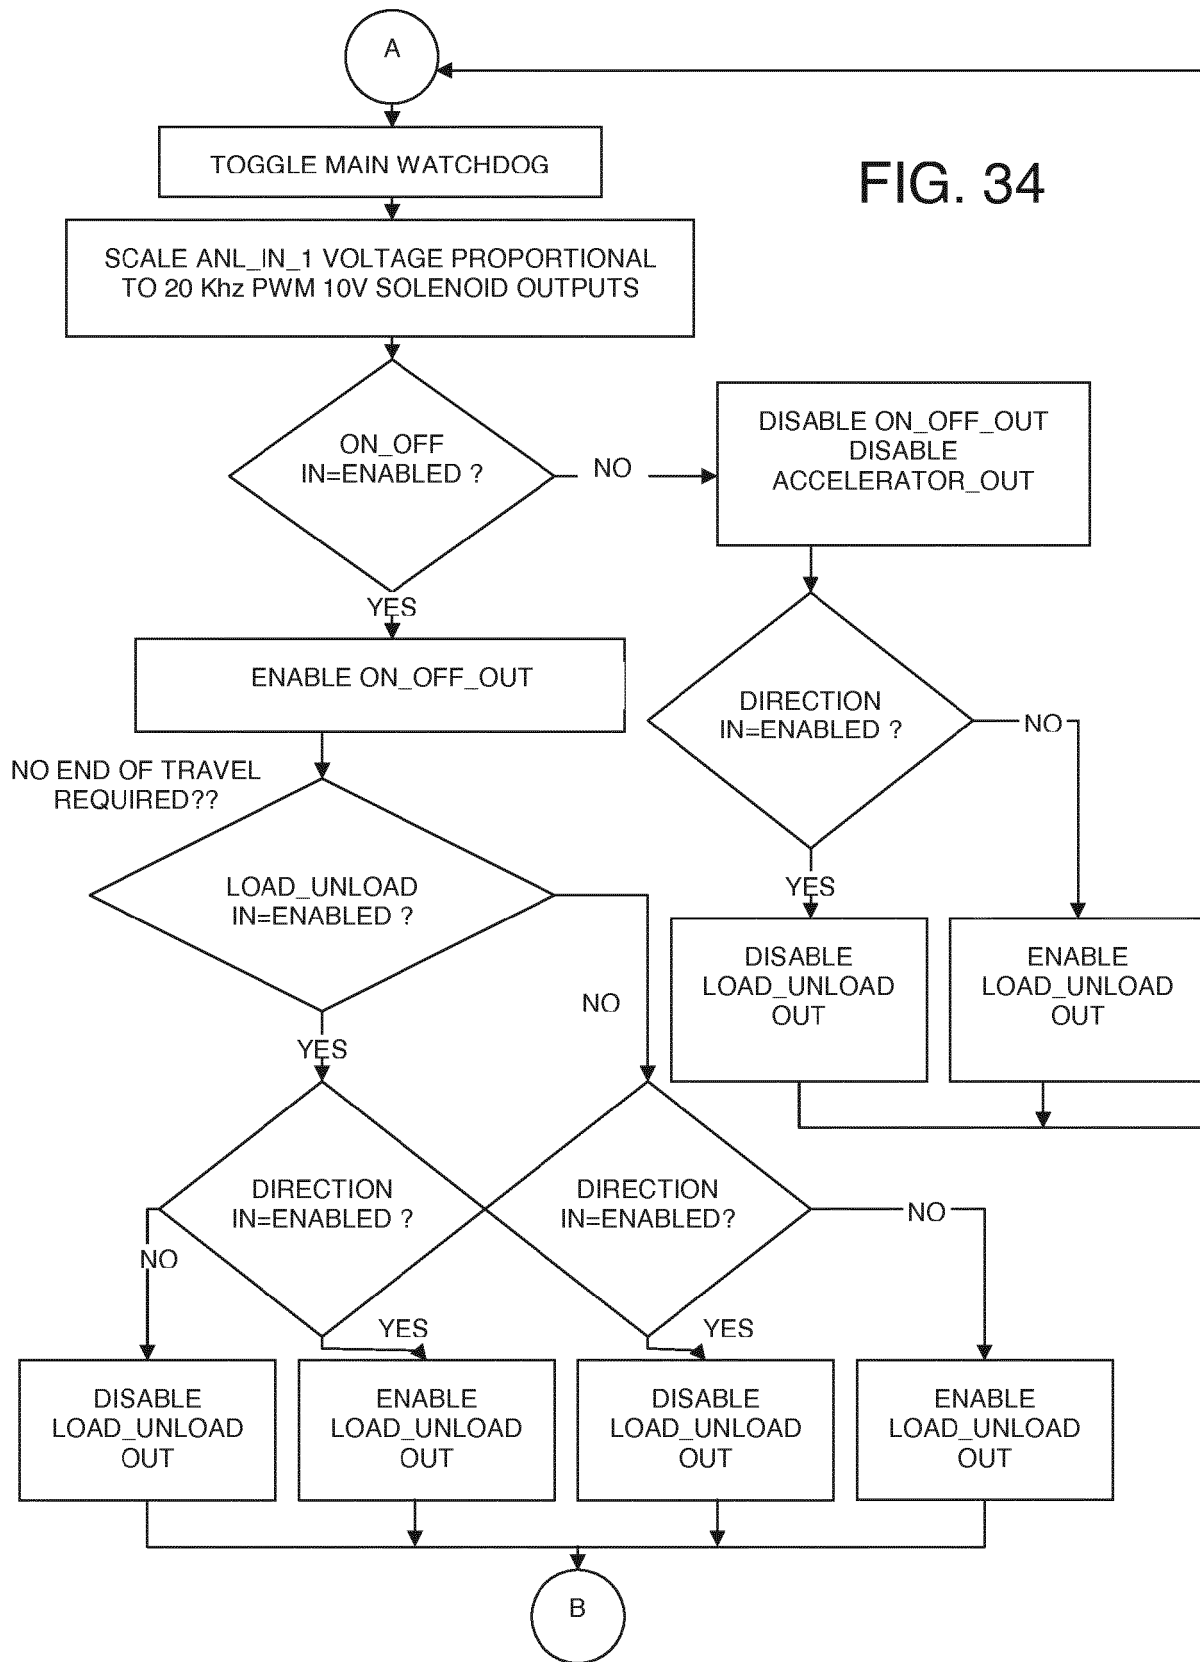 A
TOGGLE MAIN WATCHDOG
FIG. 34
SCALE ANL_IN_1 VOLTAGE PROPORTIONAL
TO 20 Khz PWM 10V SOLENOID OUTPUTS
ON_OFF
IN=ENABLED ?
NO
DISABLE ON_OFF_OUT
DISABLE
ACCELERATOR_OUT
YES
ENABLE ON_OFF_OUT
DIRECTION
IN=ENABLED ?
NO
NO END OF TRAVEL
REQUIRED??
LOAD_UNLOAD
IN=ENABLED ?
YES
DISABLE
LOAD_UNLOAD
OUT
ENABLE
LOAD_UNLOAD
OUT
NO
YES
DIRECTION
IN=ENABLED ?
DIRECTION
IN=ENABLED?
NO
NO
YES
YES
DISABLE
LOAD_UNLOAD
OUT
ENABLE
LOAD_UNLOAD
OUT
DISABLE
LOAD_UNLOAD
OUT
ENABLE
LOAD_UNLOAD
OUT
B